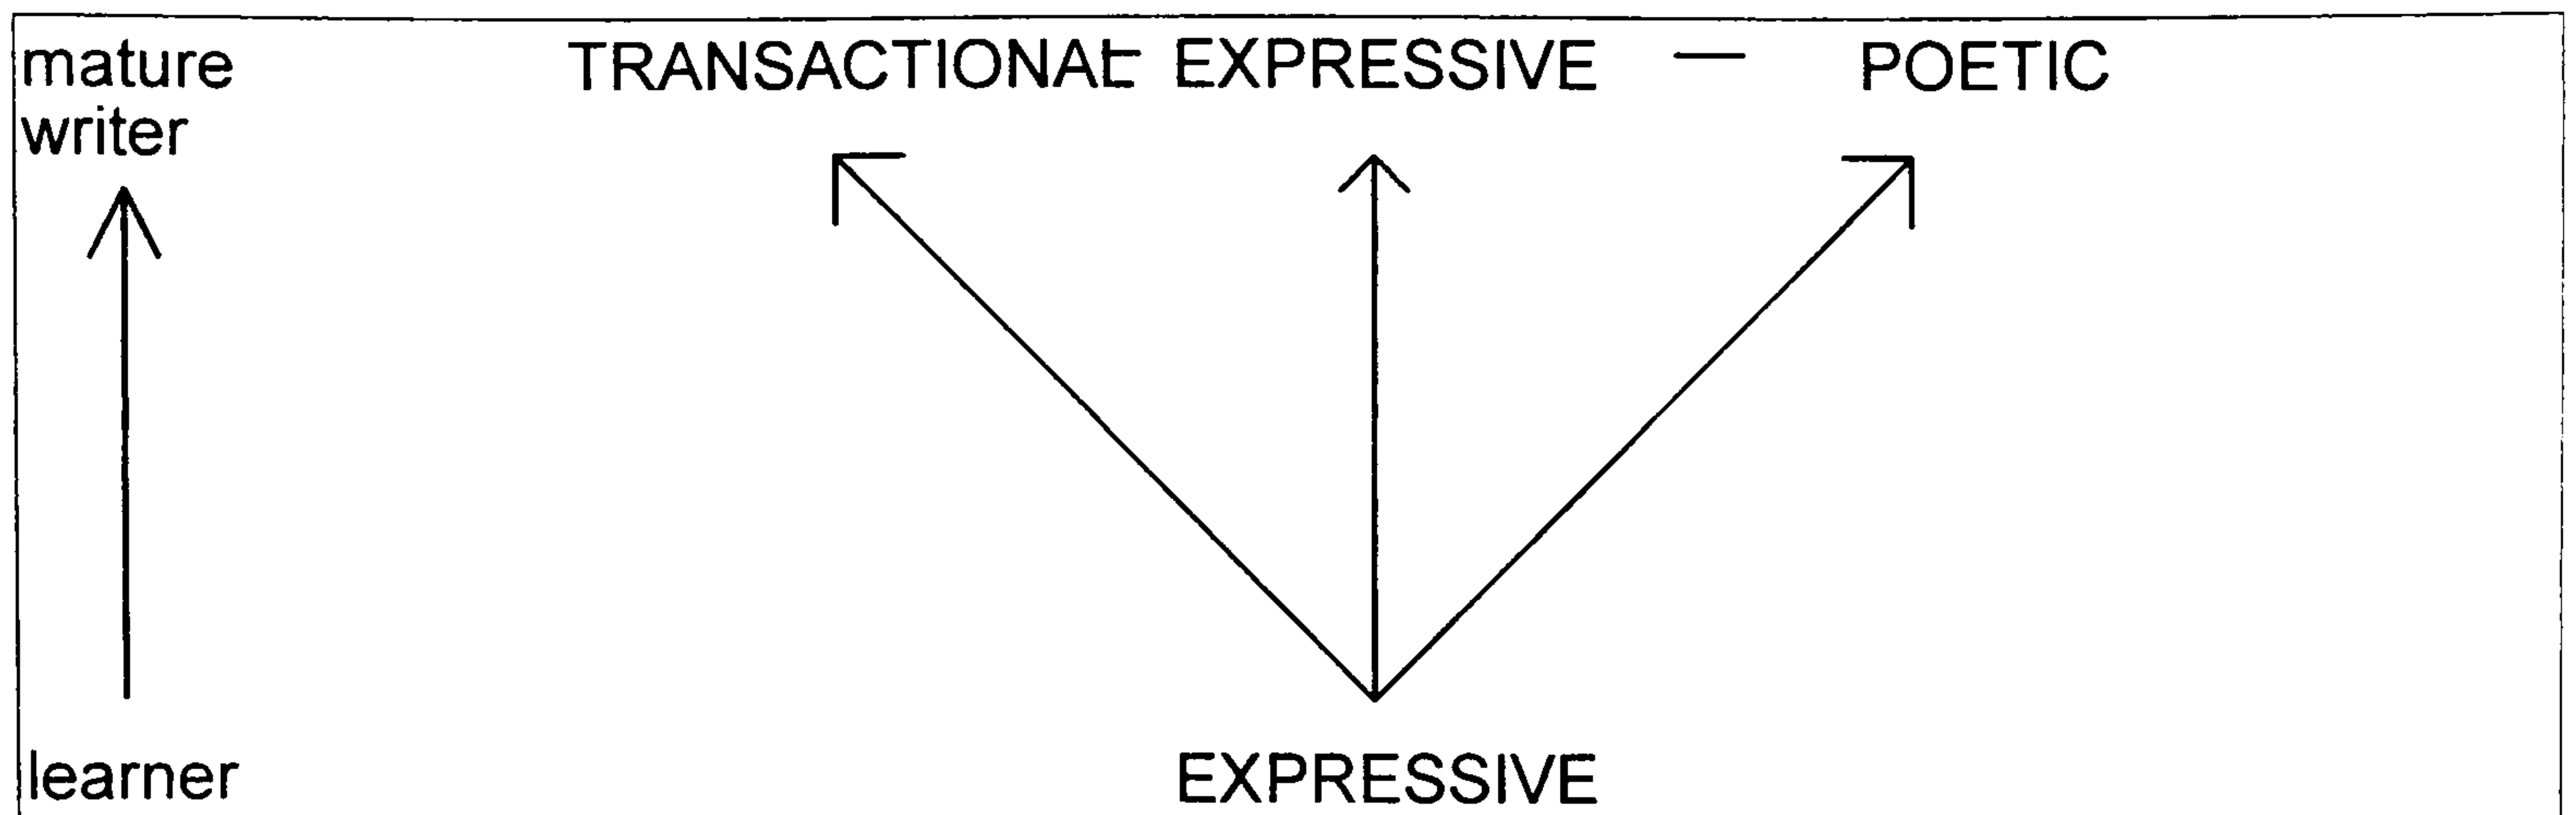 mature TRANSACTIONAL – EXPRESSIVE — POETIC
writer
learner EXPRESSIVE